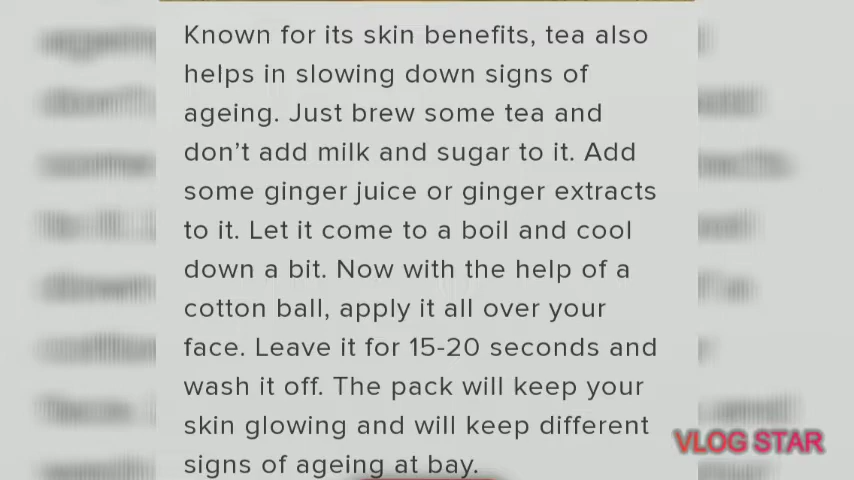 Known for its skin benefits, tea also
helps in slowing down signs of
ageing. Just brew some tea and
don’t add milk and sugar to it. Add
some ginger juice or ginger extracts
to it. Let it come to a boil and cool
down a bit. Now with the help of a
cotton ball, apply it all over your
face. Leave it for 15-20 seconds and
wash it off. The pack will keep your
skin glowing and will keep different
signs of ageing at bay.
VLOG STAR